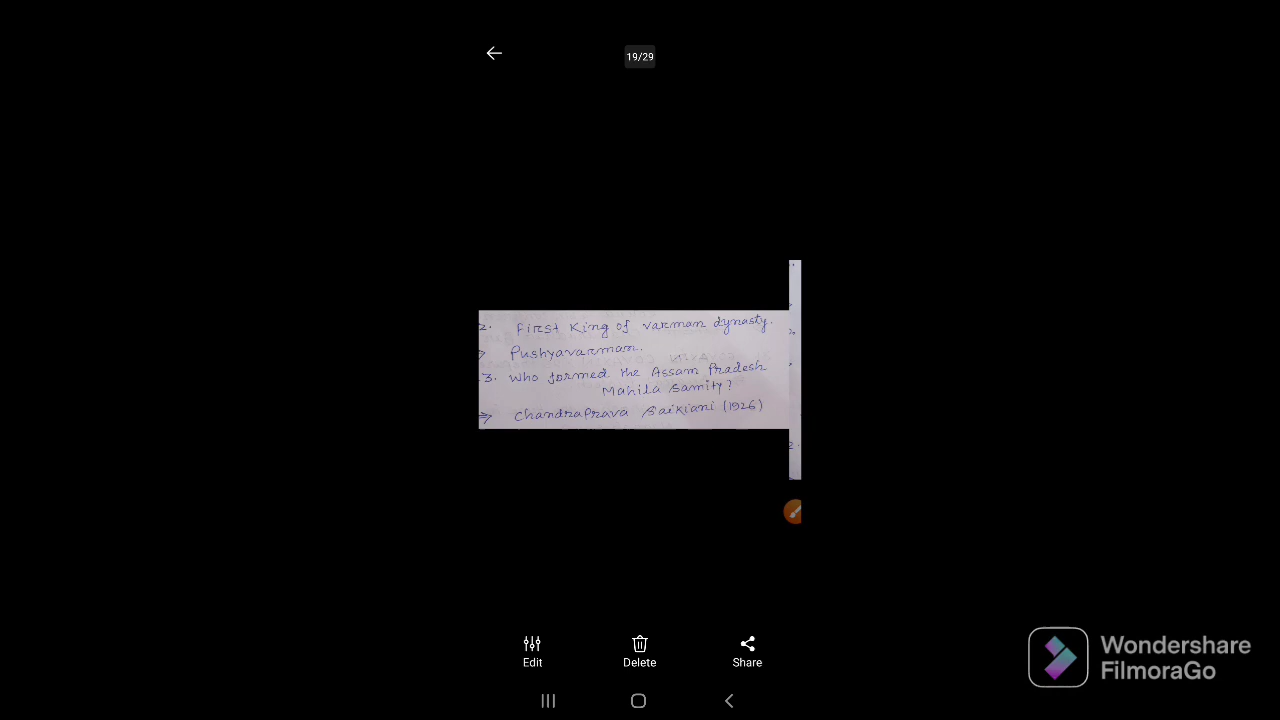 19/29
2. First King of varman dynasty.
Pushyavarman.
3. Who formed the Assam Pradesh
Mahila Samity?
⇒ Chandraprava Saikiani (1926)
Edit
Delete
Share
Wondershare
FilmoraGo